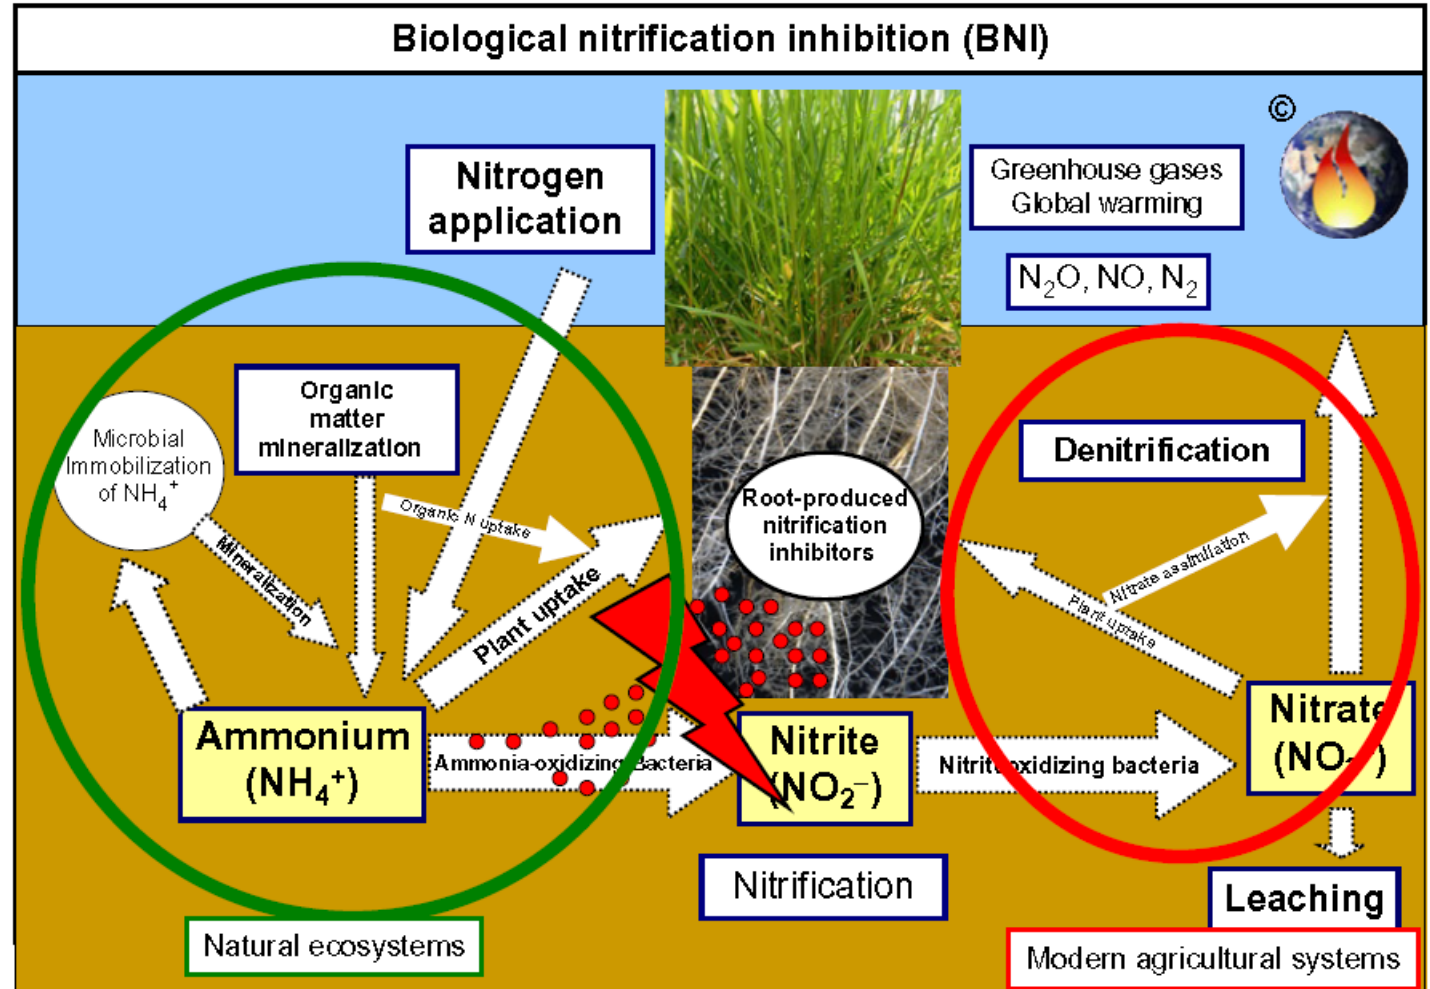 Biological nitrification inhibition (BNI)
©
Nitrogen
application
Greenhouse gases
Global warming
N₂O, NO, N₂
Organic
matter
mineralization
Microbial
Immobilization
of NH₄⁺
Organic N uptake
Mineralization
Plant uptake
Root-produced
nitrification
inhibitors
Denitrification
Nitrate assimilation
Plant uptake
Ammonium
(NH₄⁺)
Ammonia-oxidizing Bacteria
Nitrite
(NO₂⁻)
Nitrite oxidizing bacteria
Nitrate
Nitrification
Leaching
Natural ecosystems
Modern agricultural systems